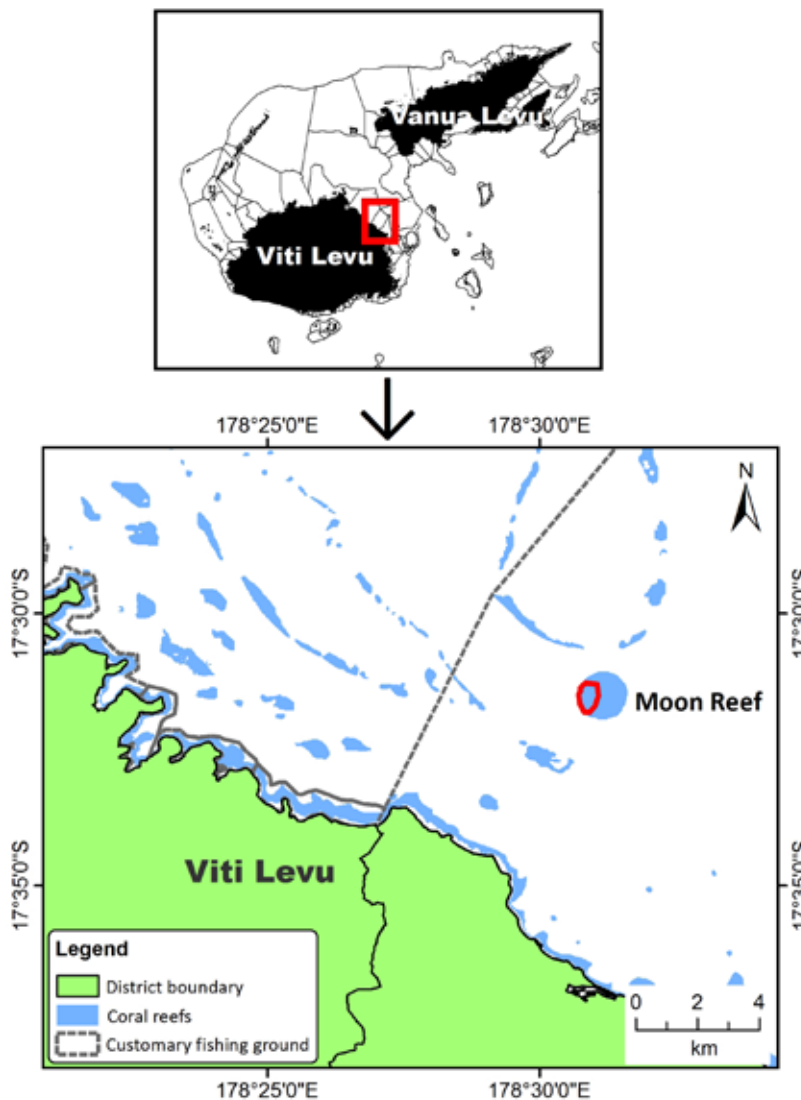 Vanua Levu
Viti Levu
178°25'0"E 178°30'0"E
N
17°30'0"S 17°30'0"S
Moon Reef
Viti Levu
17°35'0"S 17°35'0"S
Legend
District boundary
Coral reefs
Customary fishing ground
0 2 4
km
178°25'0"E 178°30'0"E